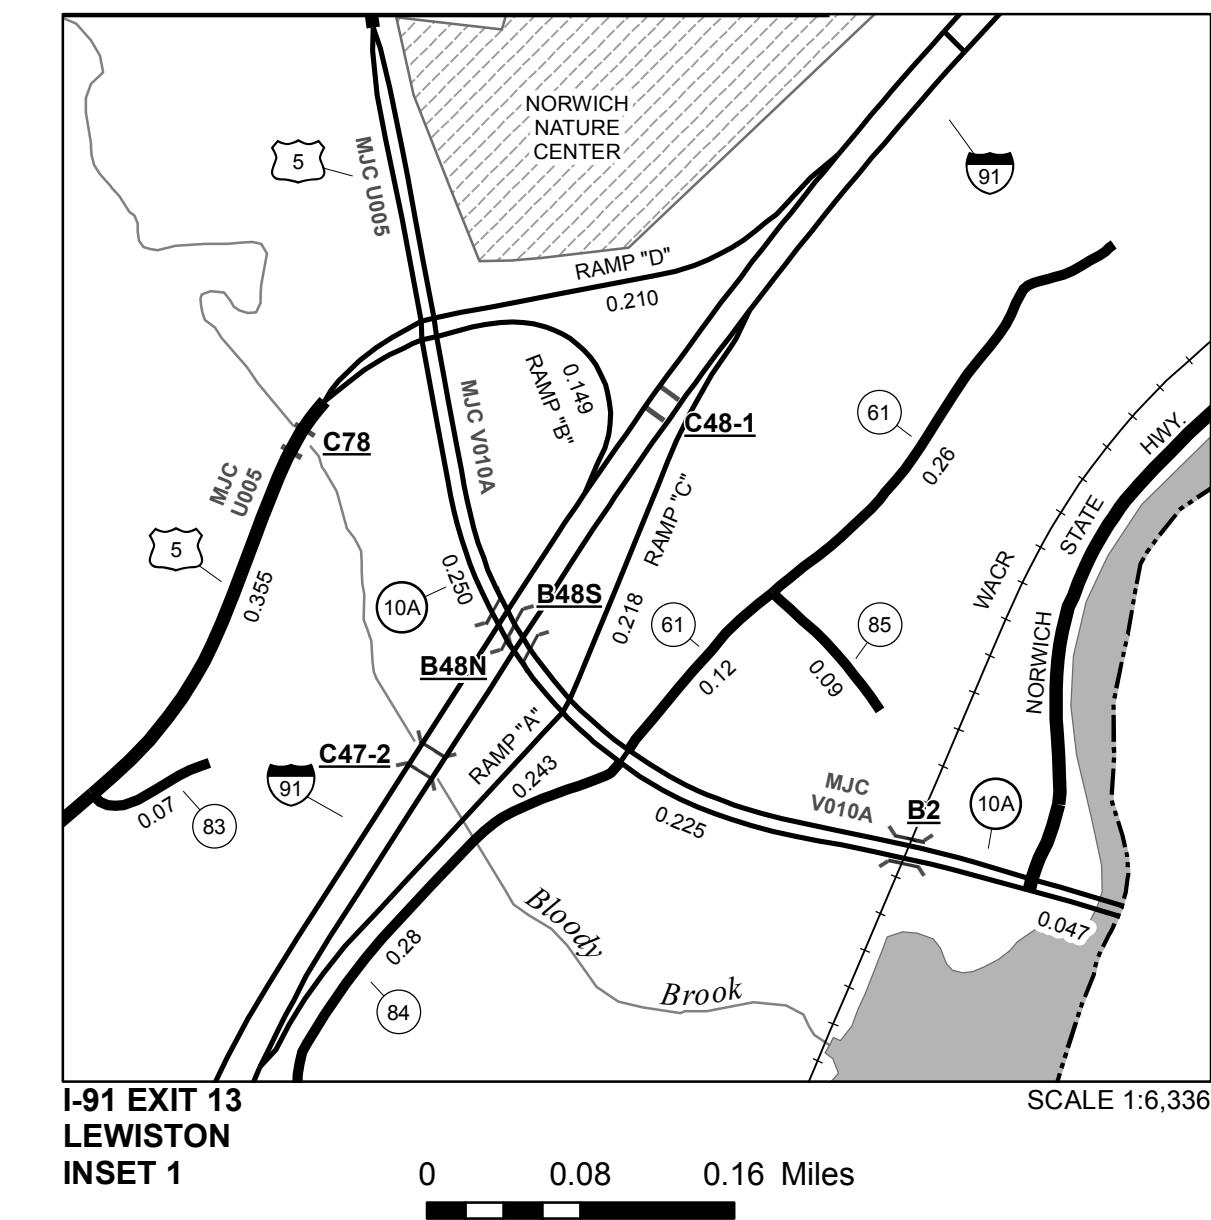 NORWICH
NATURE
CENTER
5
MJC U005
91
RAMP "D"
0.210
0.149
RAMP "B"
MJC V010A
C48-1
61
0.26
HWY.
STATE
NORWICH
WACR
C78
MJC
U005
5
0.355
RAMP "C"
0.218
0.250
10A
B48S
B48N
61
0.12
85
0.09
C47-2
91
RAMP "A"
0.243
0.07
83
MJC
V010A
B2
10A
0.225
0.047
Bloody
Brook
0.28
84
I-91 EXIT 13
LEWISTON
INSET 1
SCALE 1:6,336
0 0.08 0.16 Miles